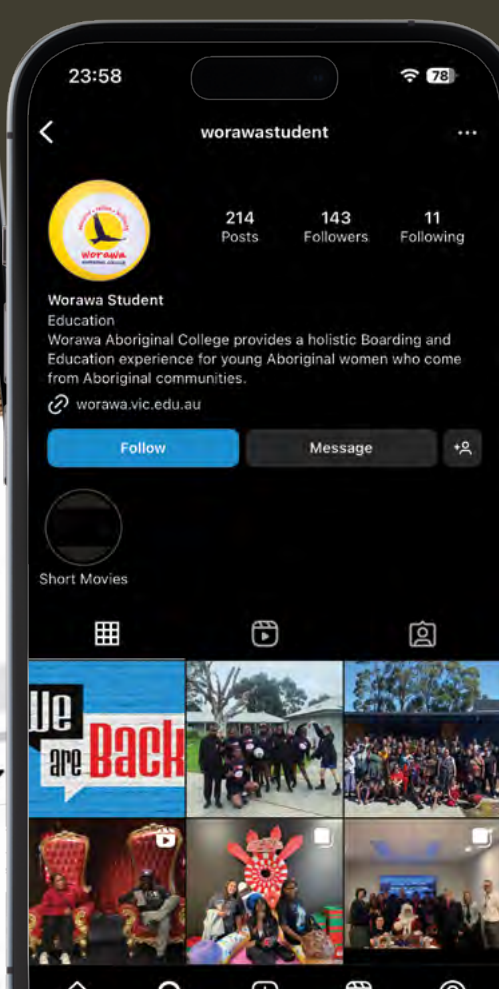 23:58
78
worawastudent
214
143
11
Posts
Followers
Following
worawa
Worawa Student
Education
Worawa Aboriginal College provides a holistic Boarding and
Education experience for young Aboriginal women who come
from Aboriginal communities.
worawa.vic.edu.au
Follow
Message
Short Movies
We
are Back